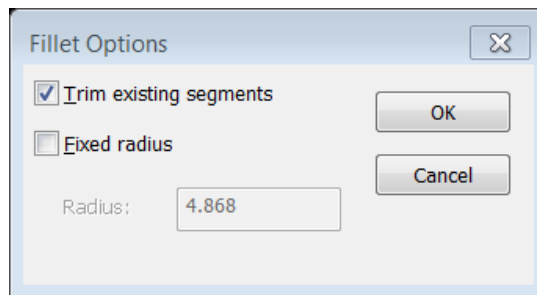 Fillet Options
Trim existing segments
OK
Fixed radius
Cancel
Radius: 4.868